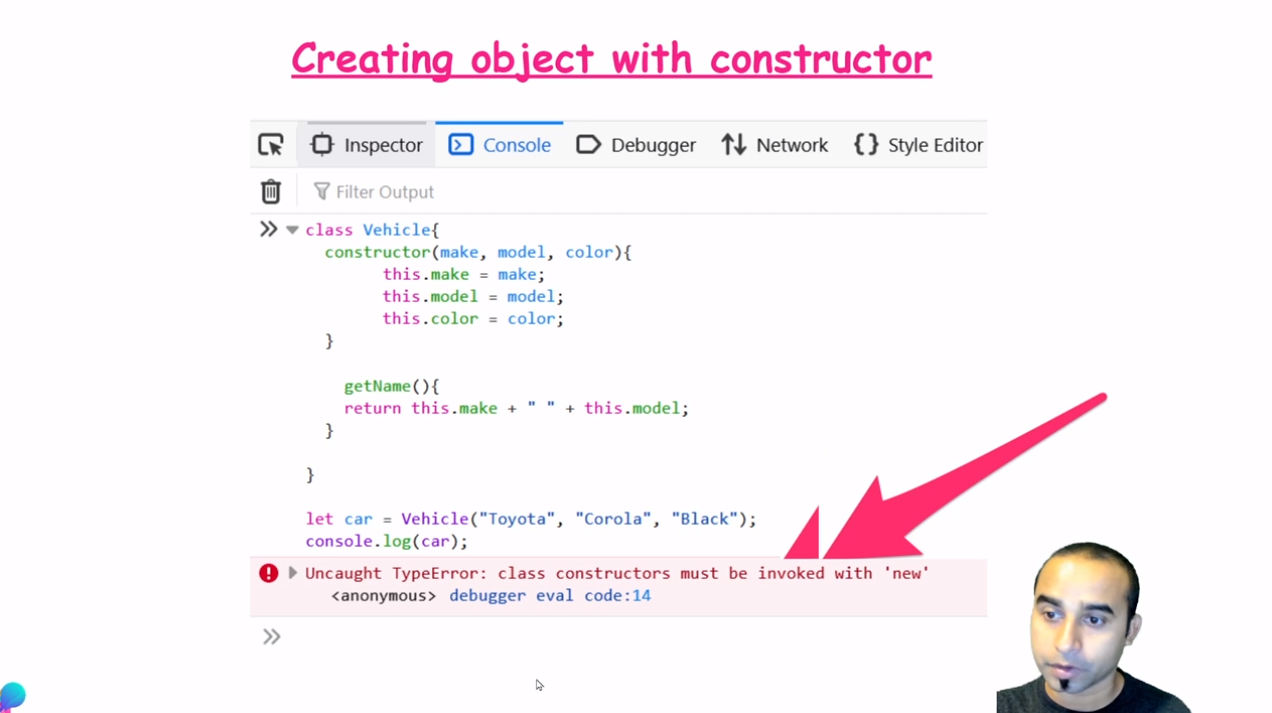 Creating object with constructor
Inspector Console Debugger Network Style Editor
Filter Output
class Vehicle{
constructor(make, model, color){
this.make = make;
this.model = model;
this.color = color;
}
getName(){
return this.make + " " + this.model;
}
}
let car = Vehicle("Toyota", "Corola", "Black");
console.log(car);
Uncaught TypeError: class constructors must be invoked with 'new'
<anonymous> debugger eval code:14